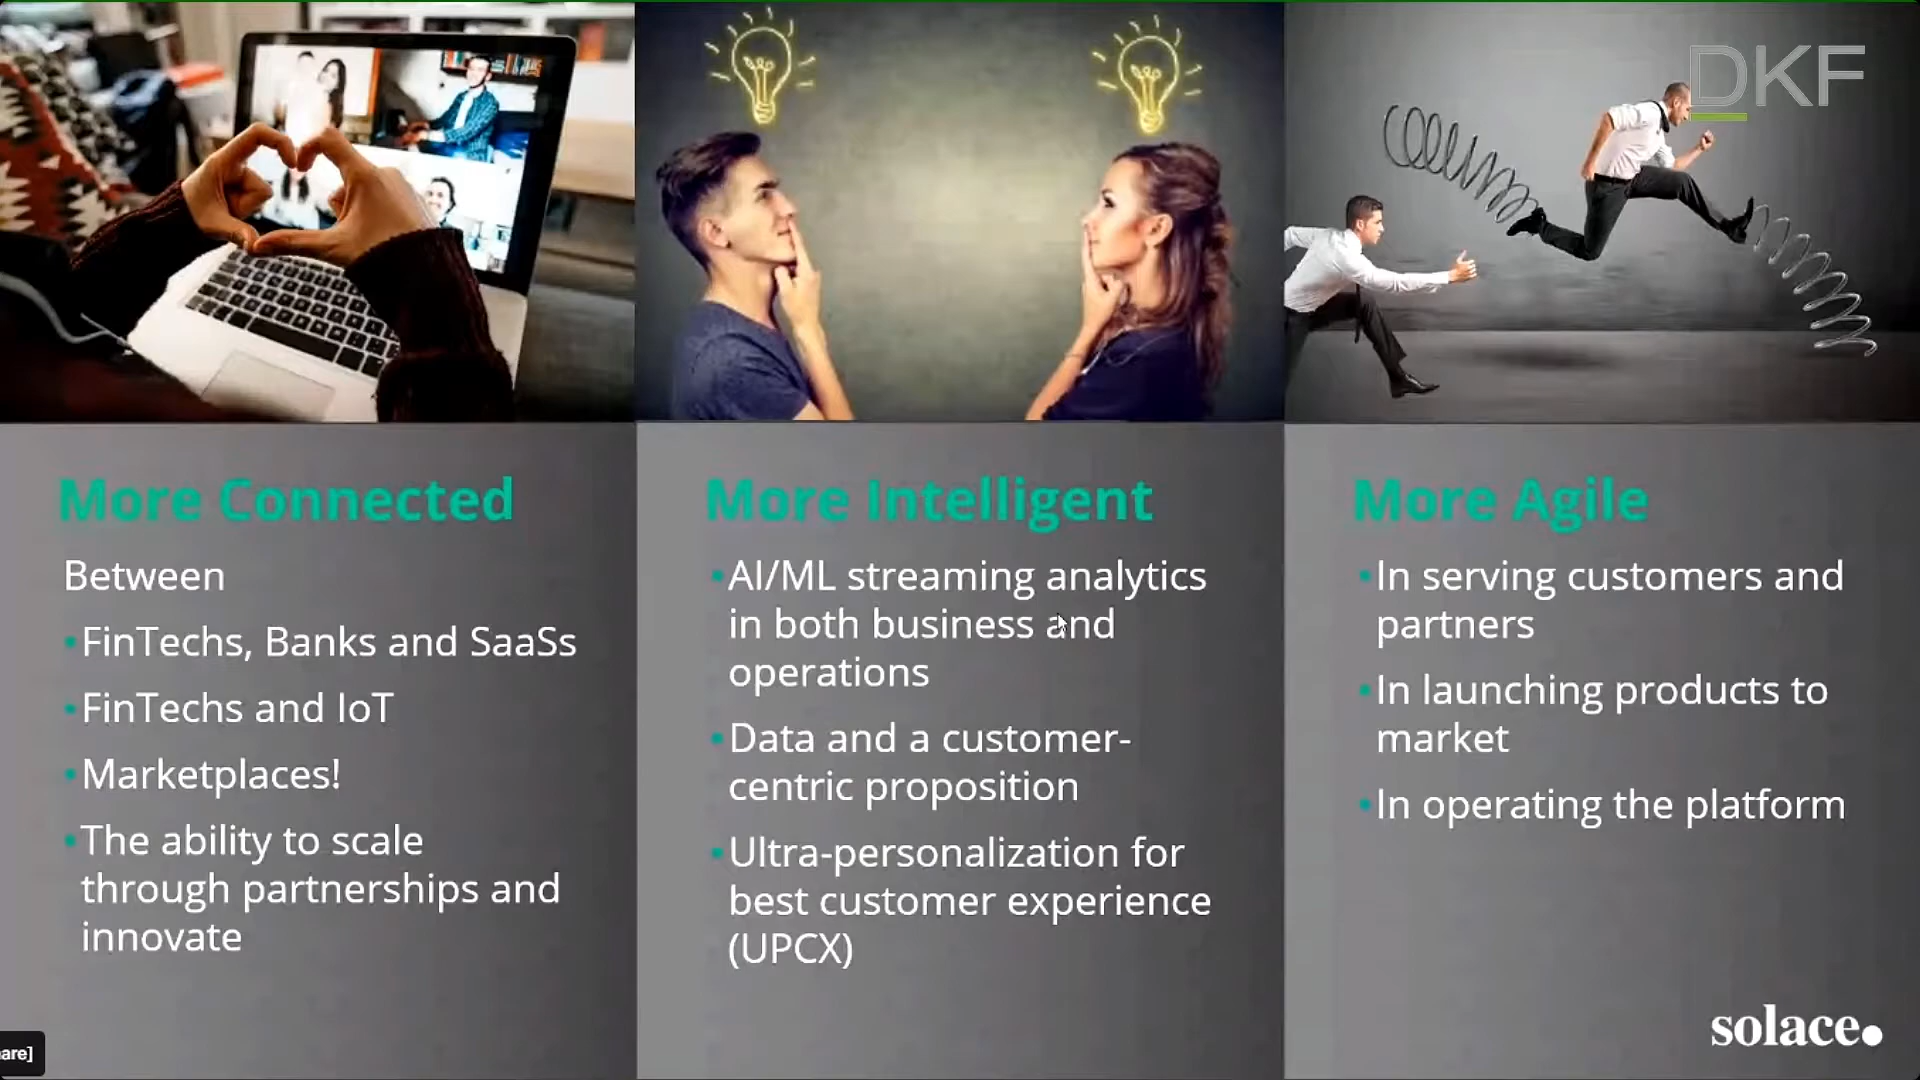 DKF
More Connected
Between
•FinTechs, Banks and SaaSs
•FinTechs and IoT
•Marketplaces!
•The ability to scale
through partnerships and
innovate
More Intelligent
•AI/ML streaming analytics
in both business and
operations
•Data and a customer-
centric proposition
•Ultra-personalization for
best customer experience
(UPCX)
More Agile
•In serving customers and
partners
•In launching products to
market
•In operating the platform
solace.
are]